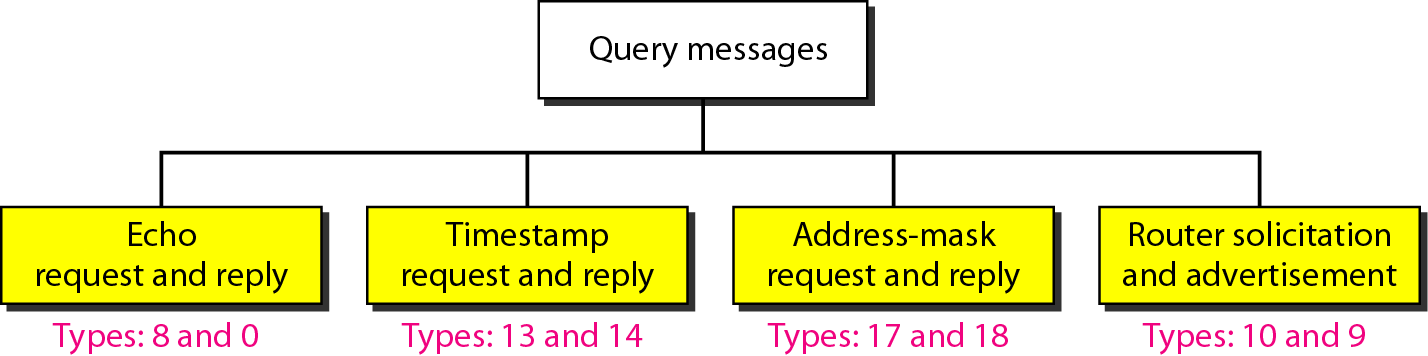 Query messages
Echo
request and reply
Types: 8 and 0
Timestamp
request and reply
Types: 13 and 14
Address-mask
request and reply
Types: 17 and 18
Router solicitation
and advertisement
Types: 10 and 9